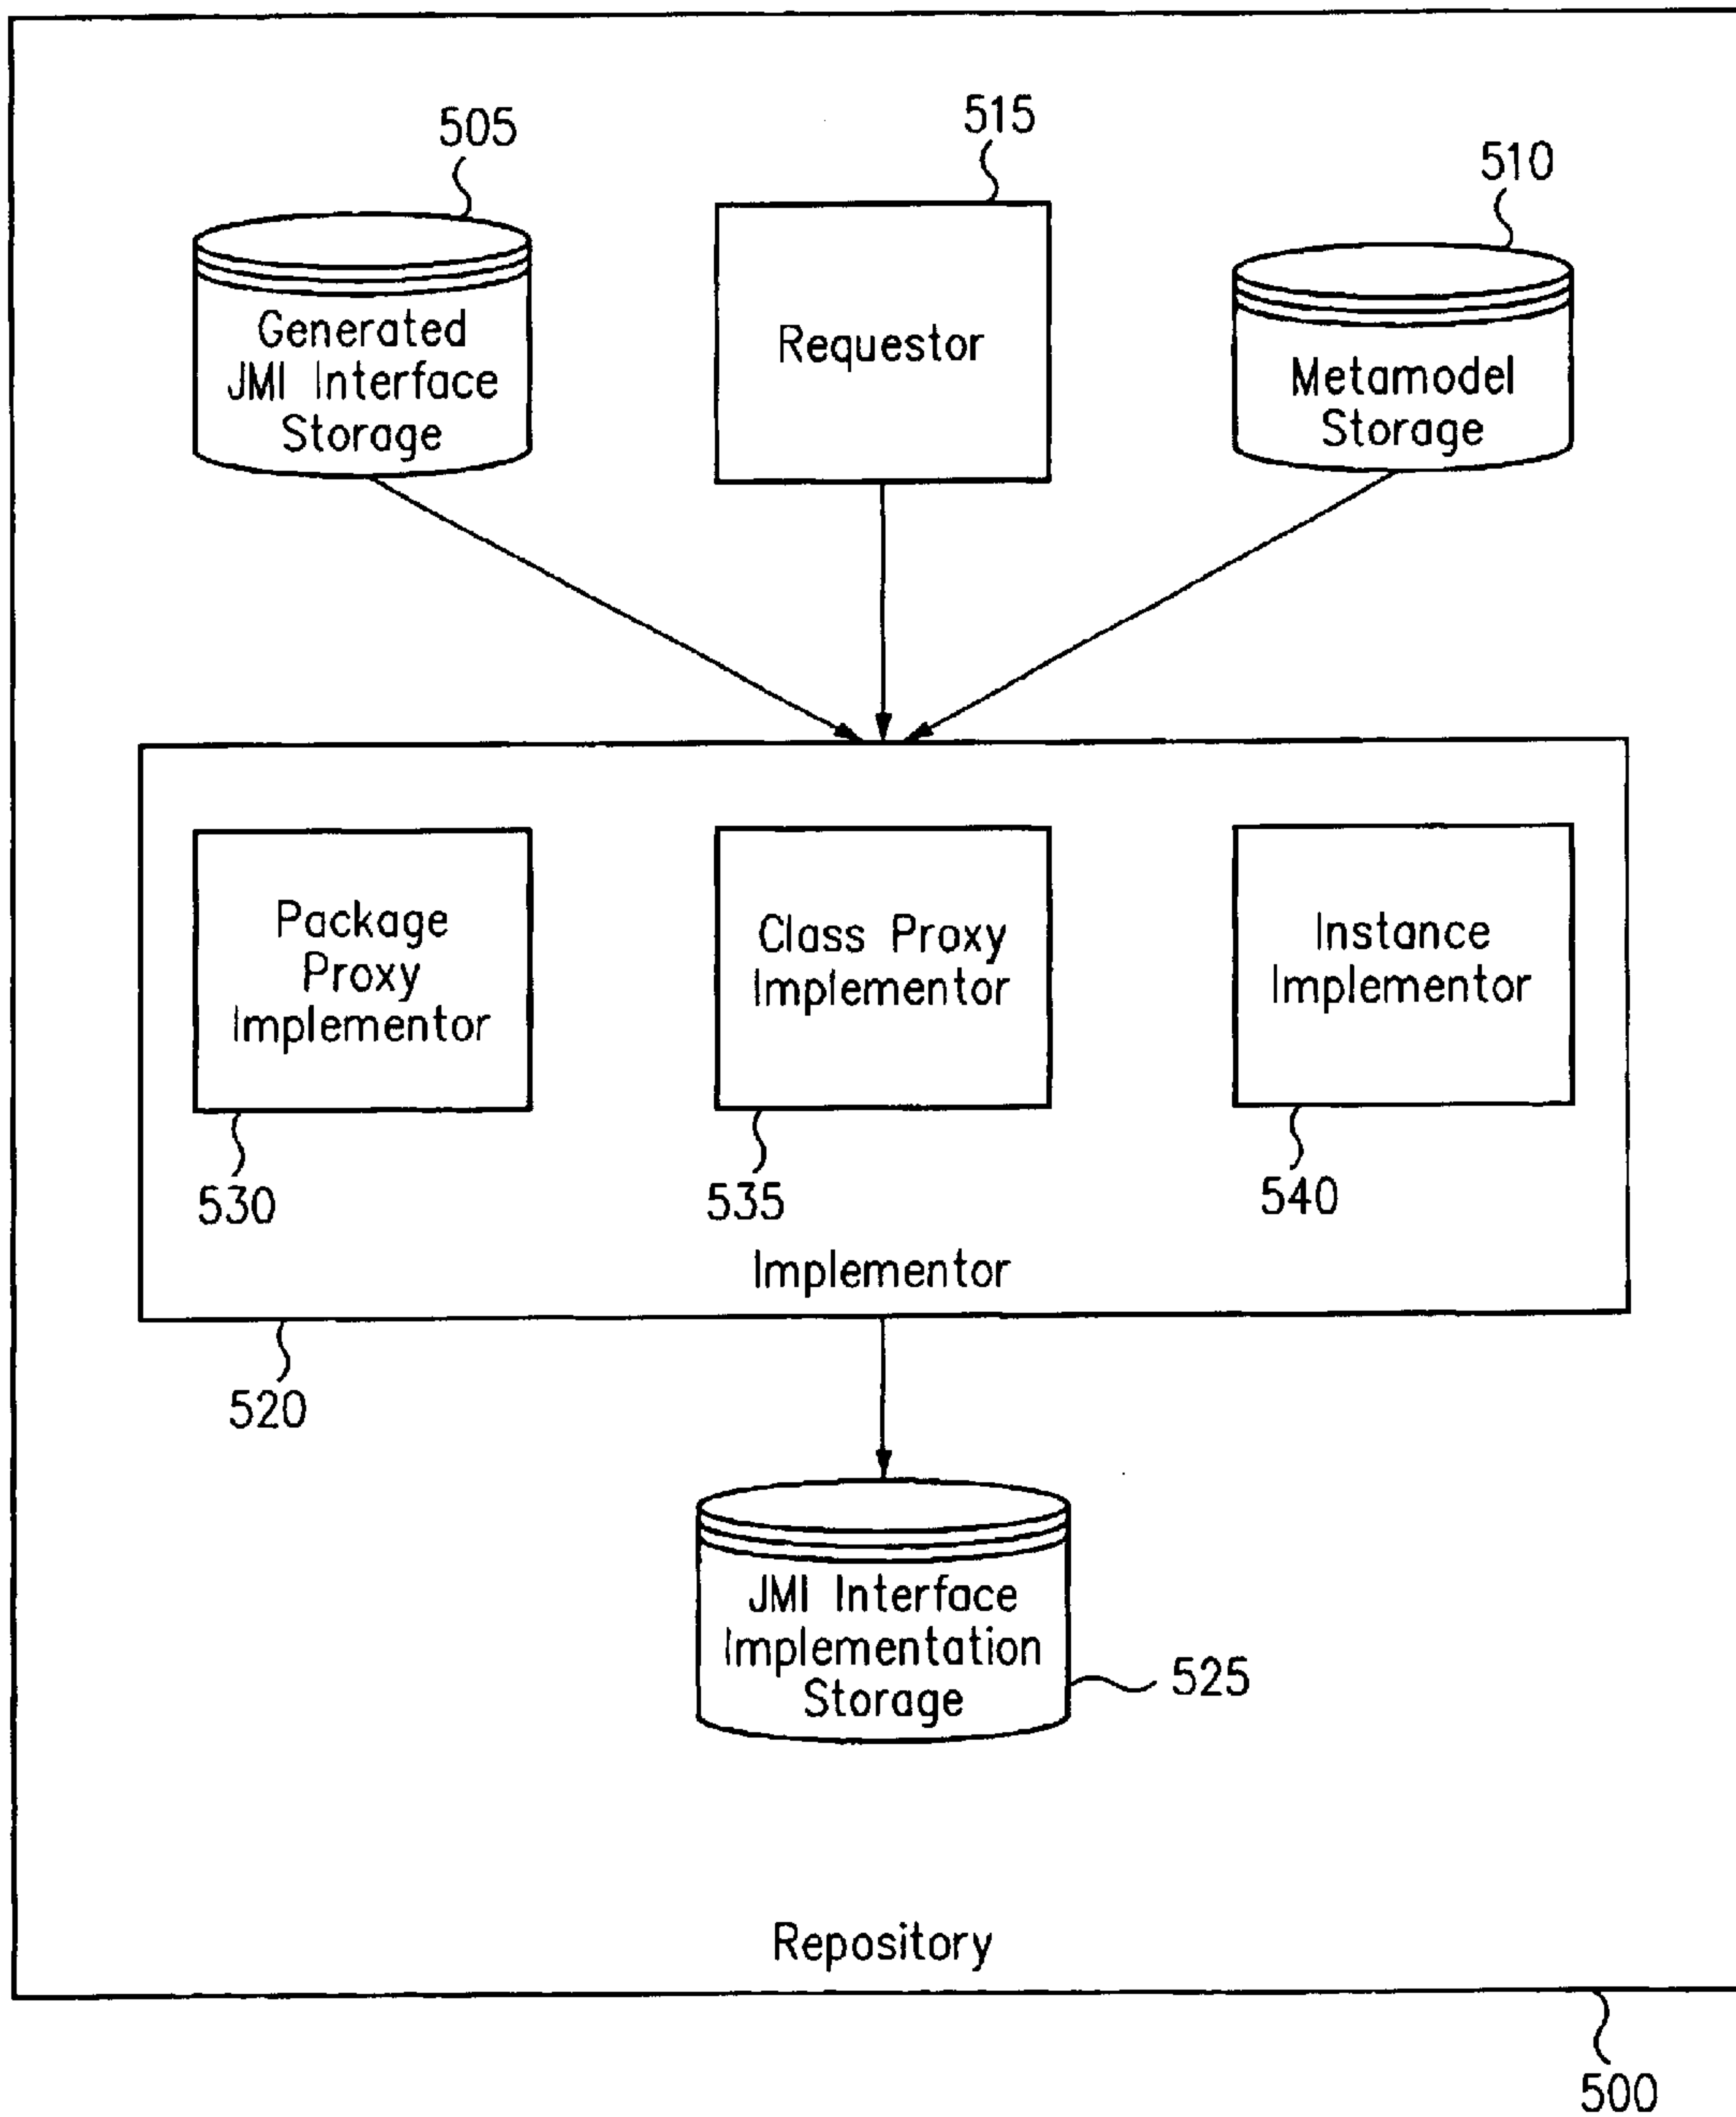 505
515
510
Generated
JMI Interface
Storage
Requestor
Metamodel
Storage
Package
Proxy
Implementor
Class Proxy
Implementor
Instance
Implementor
530
535
540
Implementor
520
JMI Interface
Implementation
Storage
525
Repository
500